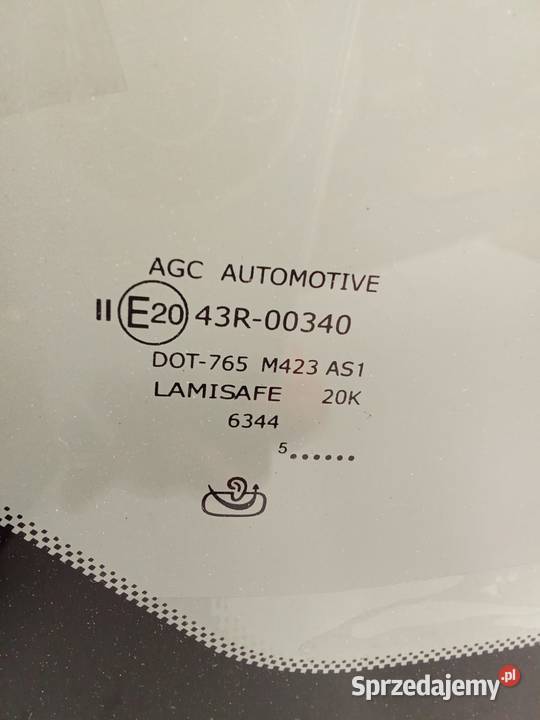 AGC AUTOMOTIVE
II E20 43R-00340
DOT-765 M423 AS1
LAMISAFE 20K
6344
5.......
Sprzedajemy.pl